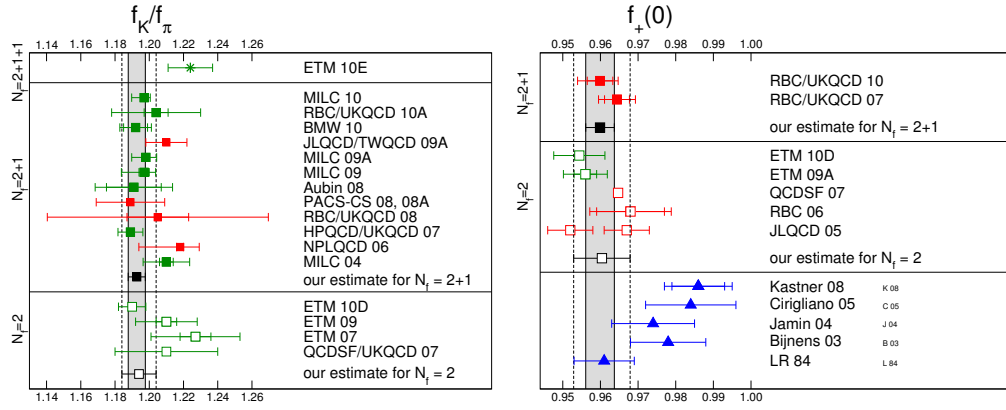 f_K/f_π
1.14 1.16 1.18 1.20 1.22 1.24 1.26
N_f=2+1+1
ETM 10E
N_f=2+1
MILC 10
RBC/UKQCD 10A
BMW 10
JLQCD/TWQCD 09A
MILC 09A
MILC 09
Aubin 08
PACS-CS 08, 08A
RBC/UKQCD 08
HPQCD/UKQCD 07
NPLQCD 06
MILC 04
our estimate for N_f = 2+1
N_f=2
ETM 10D
ETM 09
ETM 07
QCDSF/UKQCD 07
our estimate for N_f = 2
1.14 1.16 1.18 1.20 1.22 1.24 1.26
f_+(0)
0.95 0.96 0.97 0.98 0.99 1.00
N_f=2+1
RBC/UKQCD 10
RBC/UKQCD 07
our estimate for N_f = 2+1
N_f=2
ETM 10D
ETM 09A
QCDSF 07
RBC 06
JLQCD 05
our estimate for N_f = 2
Kastner 08 K 08
Cirigliano 05 C 05
Jamin 04 J 04
Bijnens 03 B 03
LR 84 L 84
0.95 0.96 0.97 0.98 0.99 1.00